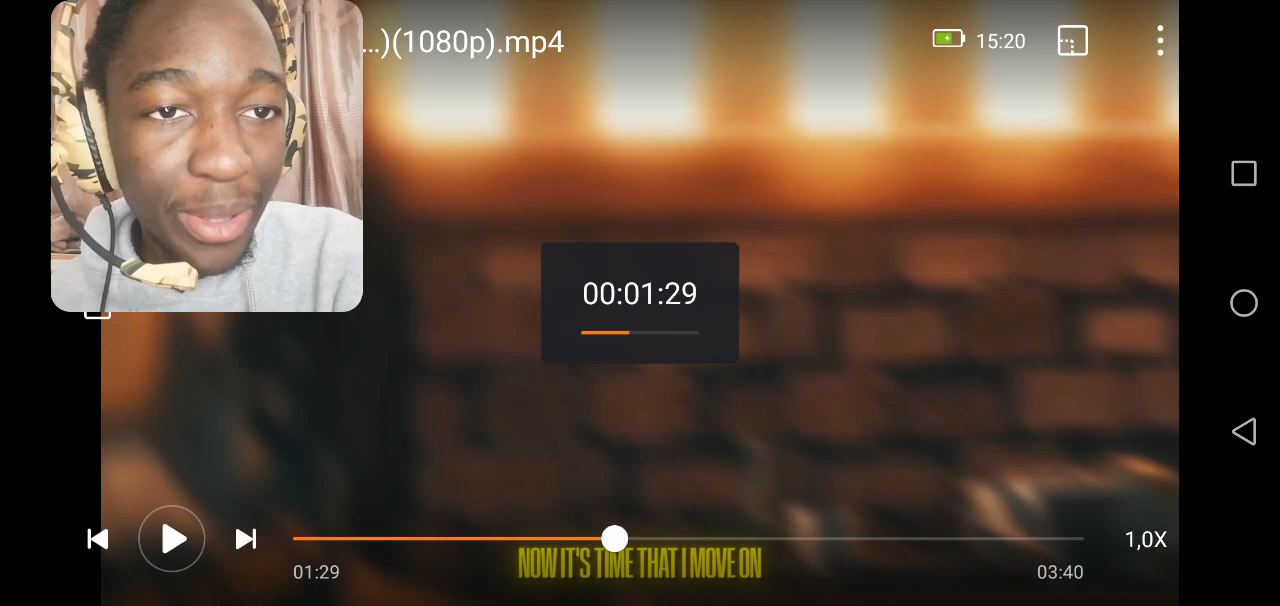 ...)(1080p).mp4
15:20
00:01:29
1,0X
NOW IT'S TIME THAT I MOVE ON
01:29
03:40